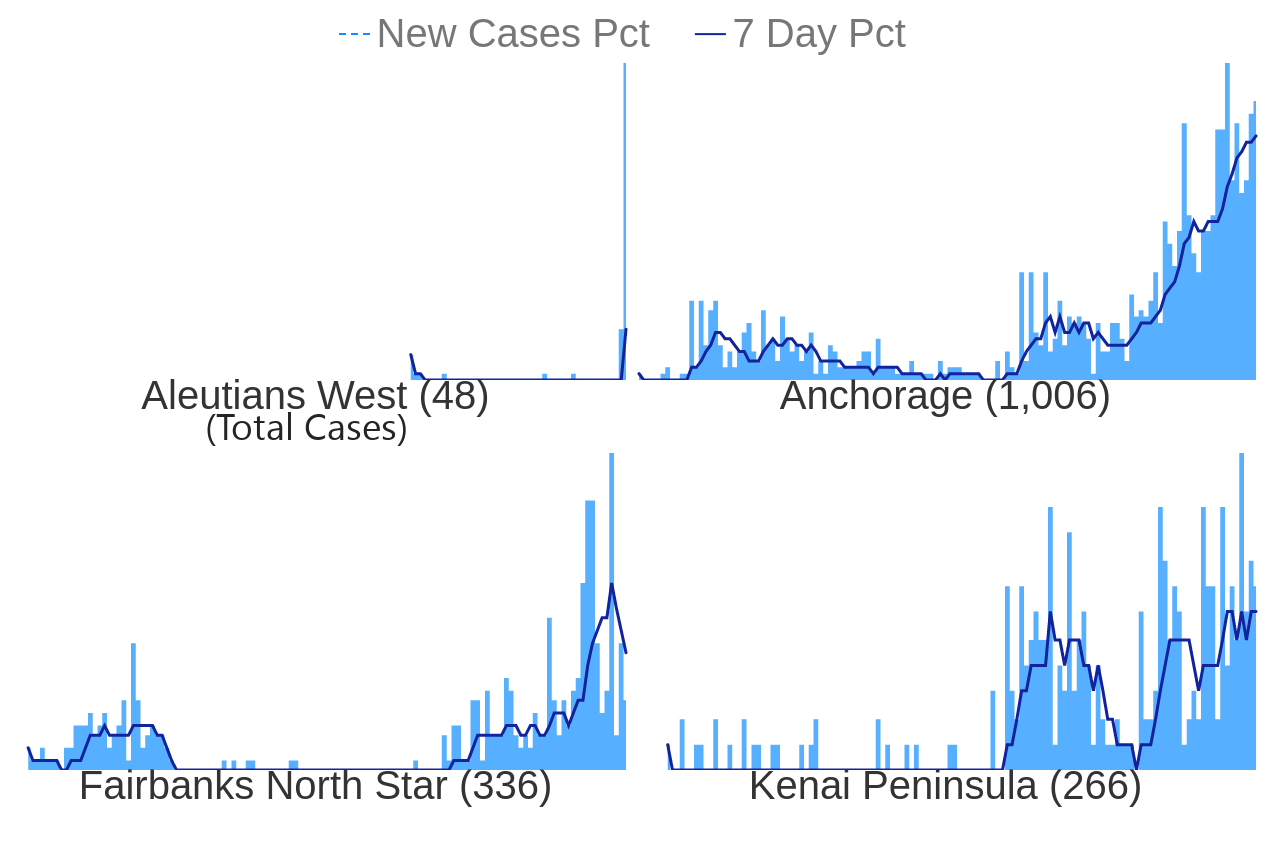 New Cases Pct 7 Day Pct
Aleutians West (48)
(Total Cases)
Anchorage (1,006)
Fairbanks North Star (336)
Kenai Peninsula (266)